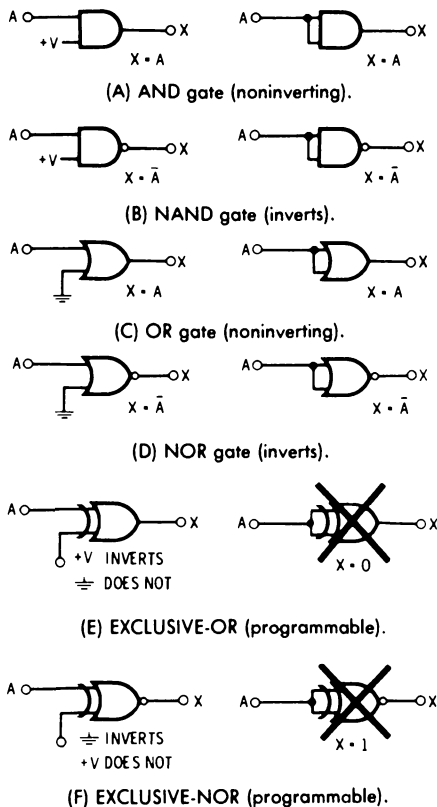 A X A X
+V
X = A X = A
(A) AND gate (noninverting).
A X A X
+V
X = Ā X = Ā
(B) NAND gate (inverts).
A X A X
X = A X = A
(C) OR gate (noninverting).
A X A X
X = Ā X = Ā
(D) NOR gate (inverts).
A X A X
+V INVERTS
DOES NOT
X = 0
(E) EXCLUSIVE-OR (programmable).
A X A X
INVERTS
+V DOES NOT
X = 1
(F) EXCLUSIVE-NOR (programmable).